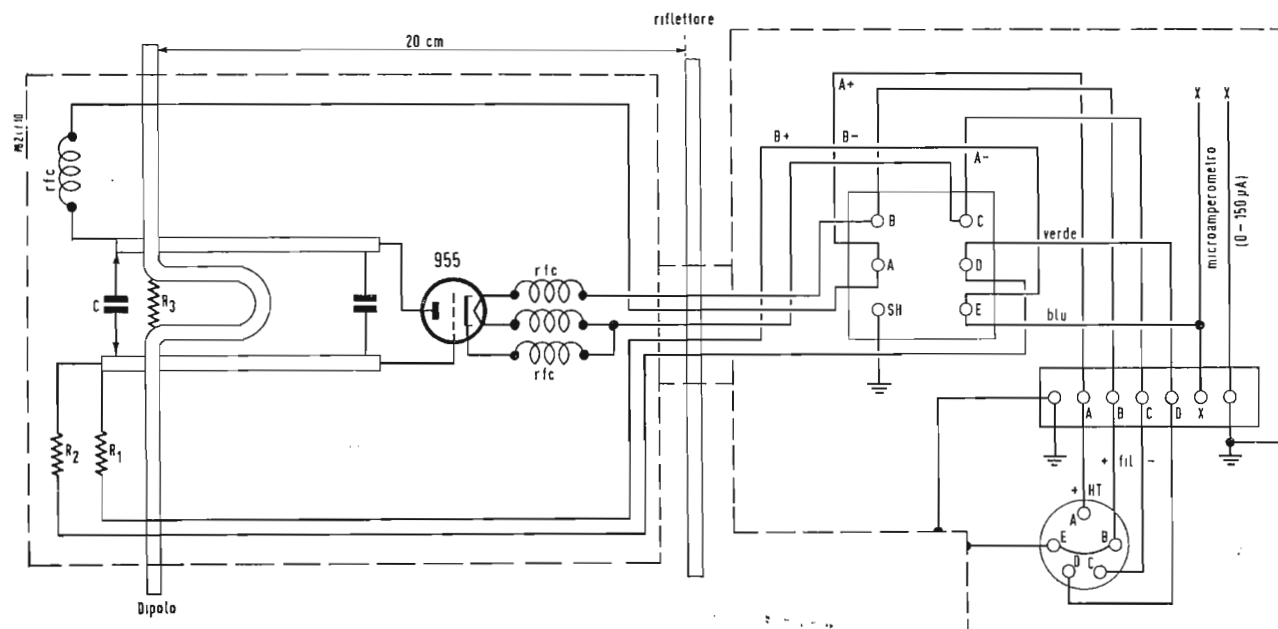 riflettore
20 cm
A+
B+ B-
A-
rfc
955
rfc
rfc
C
R3
R2
R1
B C
A D
SH E
verde
blu
microamperometro
(0-150 µA)
X X
A B C D X
+ fil -
+ HT
A
E B
D C
Dipolo